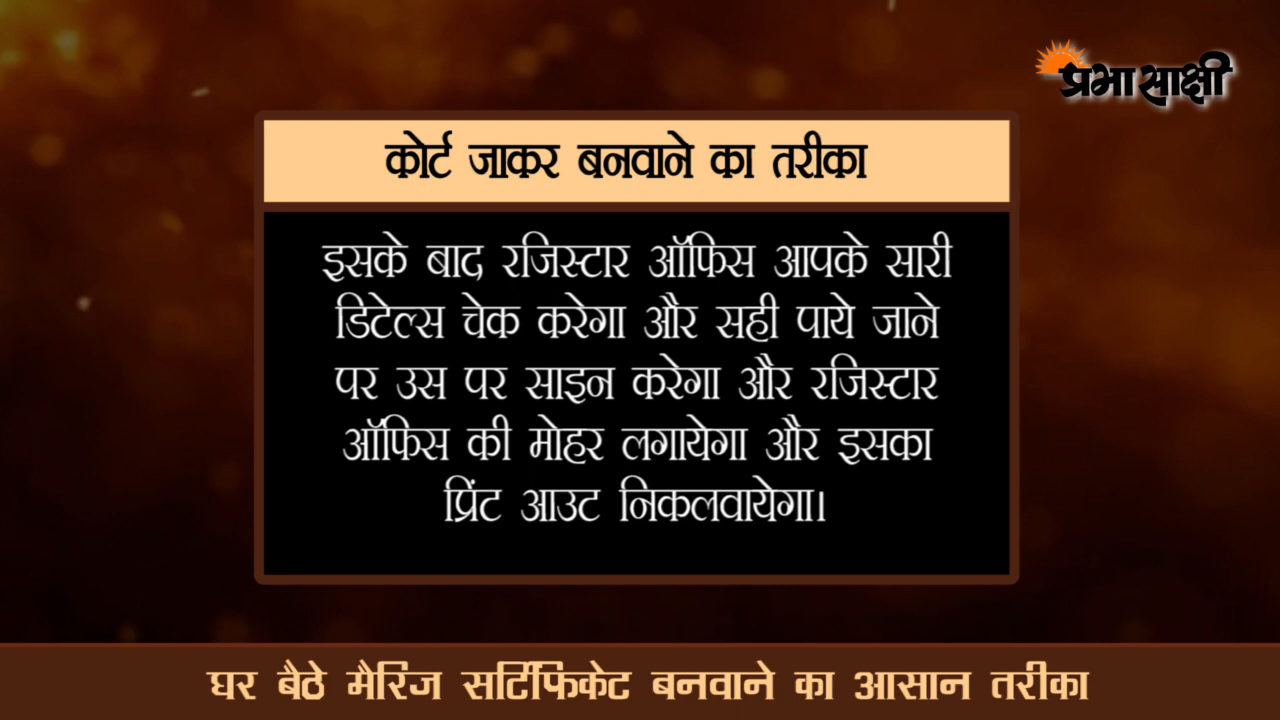 प्रभासाक्षी
कोर्ट जाकर बनवाने का तरीका
इसके बाद रजिस्टार ऑफिस आपके सारी
डिटेल्स चेक करेगा और सही पाये जाने
पर उस पर साइन करेगा और रजिस्टार
ऑफिस की मोहर लगायेगा और इसका
प्रिंट आउट निकलवायेगा।
घर बैठे मैरिज सर्टिफिकेट बनवाने का आसान तरीका